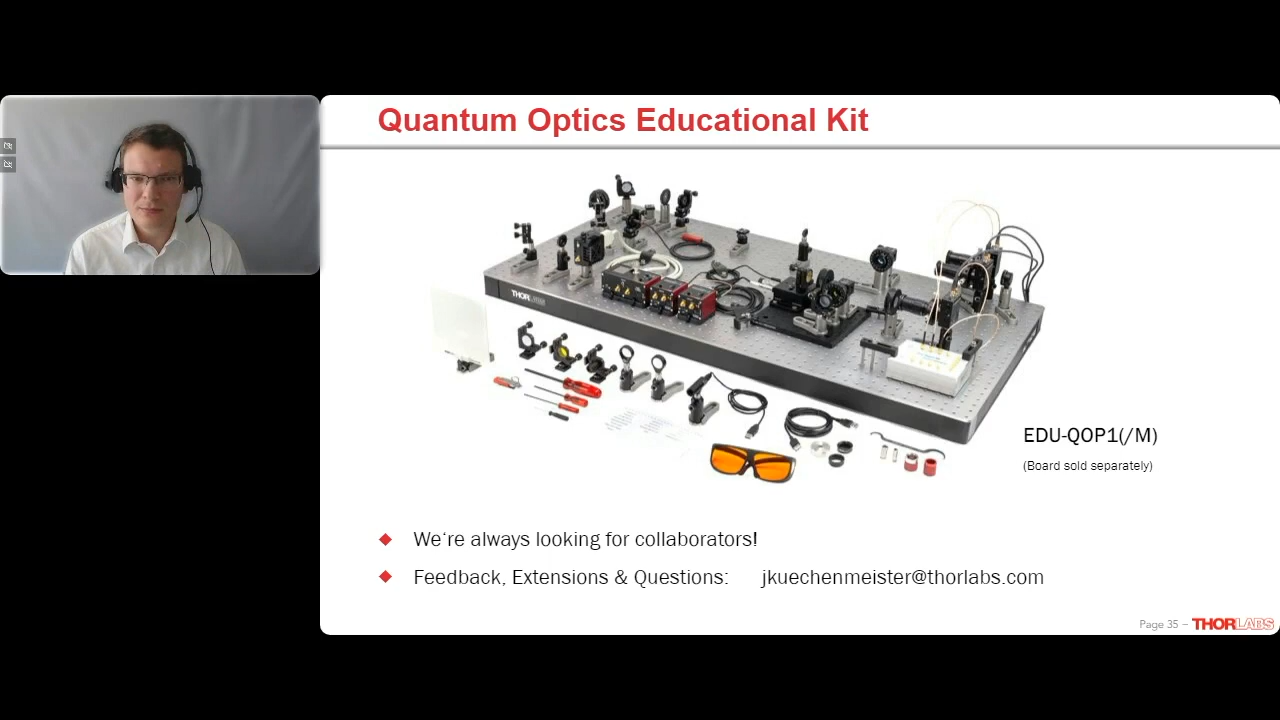 Quantum Optics Educational Kit
THORLABS
EDU-QOP1(/M)
(Board sold separately)
We're always looking for collaborators!
Feedback, Extensions & Questions: jkuechenmeister@thorlabs.com
Page 35 – THORLABS